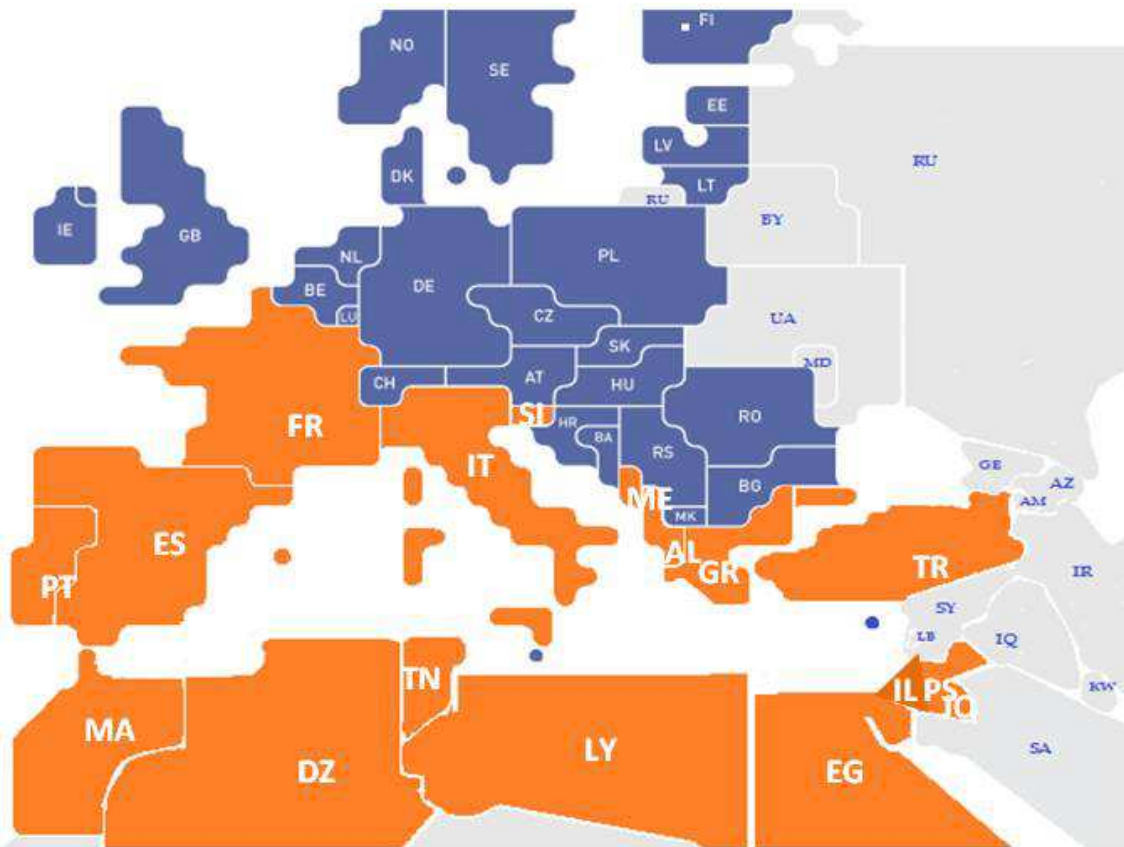 NO
FI
SE
EE
LV
RU
DK
LT
RU
BY
IE
GB
NL
PL
BE
DE
LU
CZ
UA
SK
MD
CH
AT
HU
FR
SI
HR
RO
BA
IT
RS
GE
ME
BG
AZ
AM
MK
ES
AL
GR
TR
IR
PT
SY
LB
IQ
TN
IL
PS
JO
KW
MA
LY
SA
DZ
EG